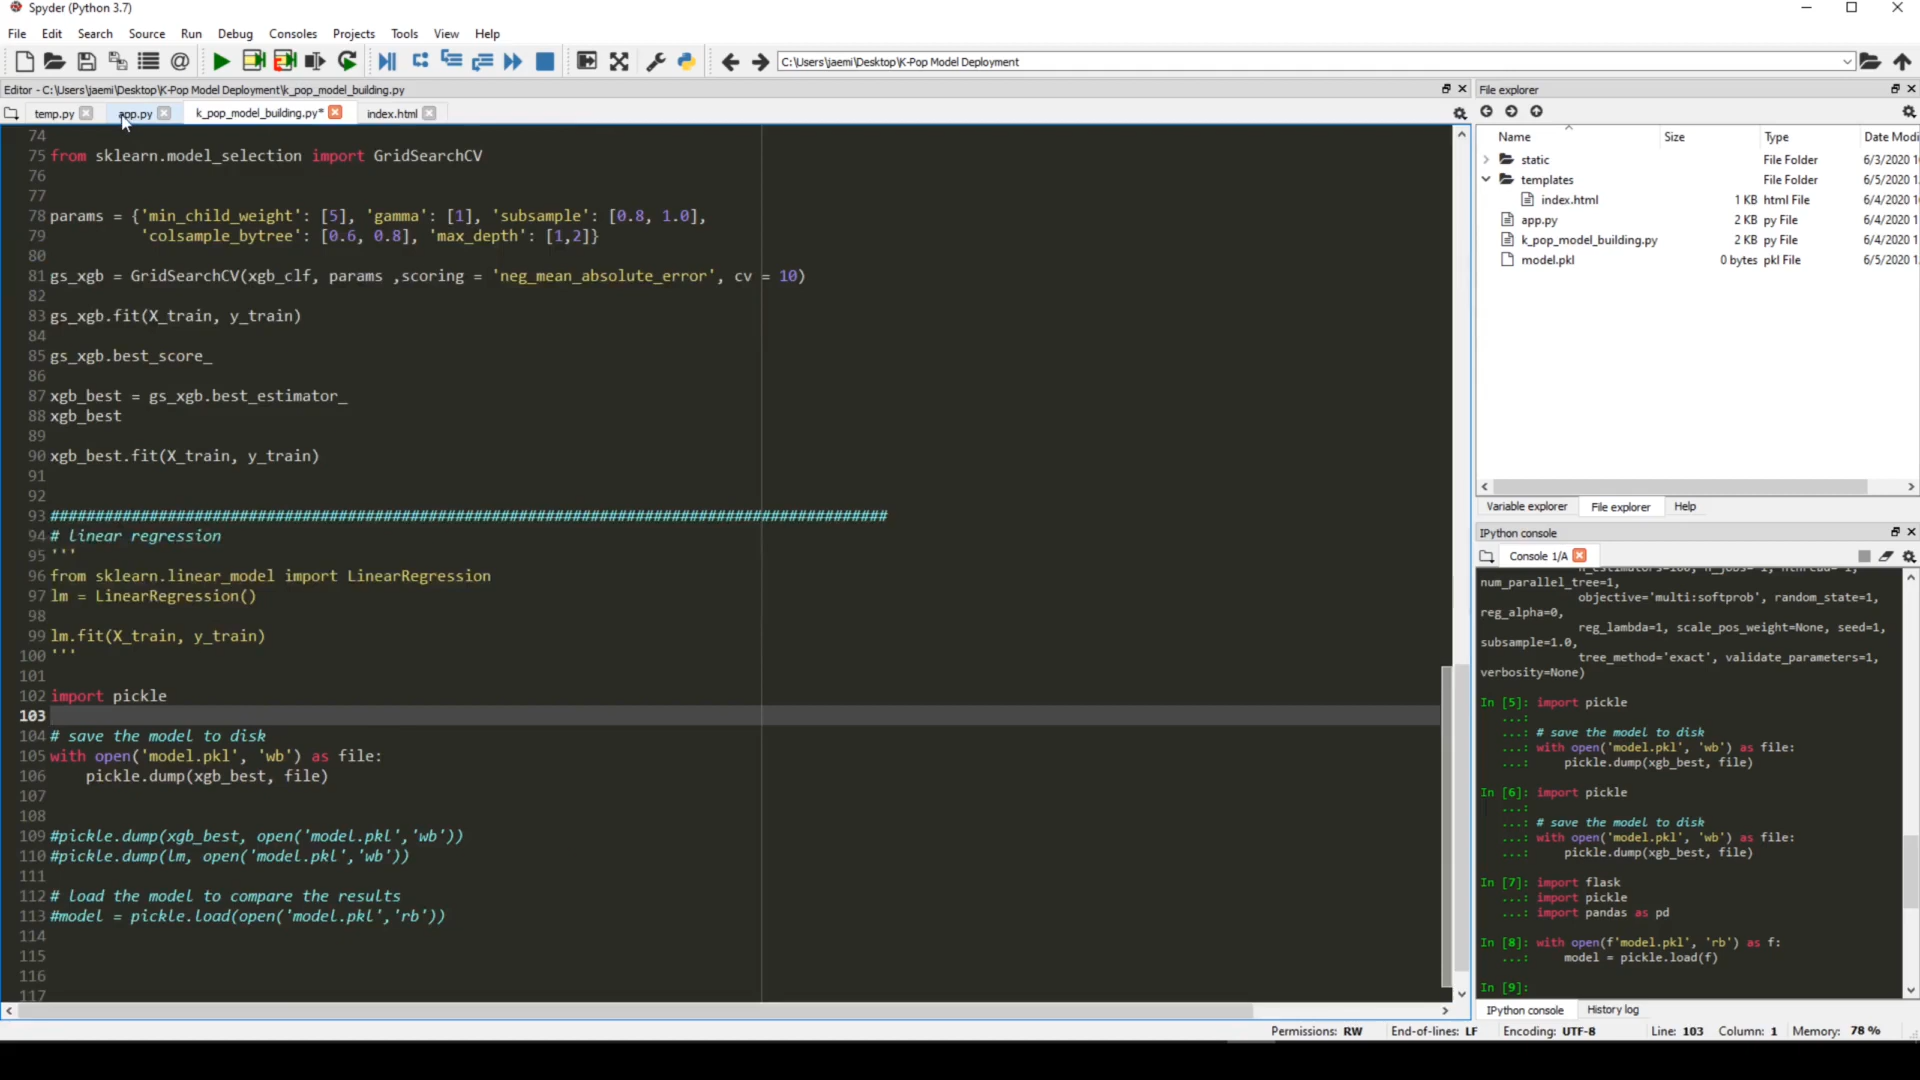 Spyder (Python 3.7)
File Edit Search Source Run Debug Consoles Projects Tools View Help
C:\Users\jaemi\Desktop\K-Pop Model Deployment
Editor - C:\Users\jaemi\Desktop\K-Pop Model Deployment\k_pop_model_building.py
temp.py app.py k_pop_model_building.py* index.html
74
75 from sklearn.model_selection import GridSearchCV
76
77
78 params = {'min_child_weight': [5], 'gamma': [1], 'subsample': [0.8, 1.0],
79 'colsample_bytree': [0.6, 0.8], 'max_depth': [1,2]}
80
81 gs_xgb = GridSearchCV(xgb_clf, params ,scoring = 'neg_mean_absolute_error', cv = 10)
82
83 gs_xgb.fit(X_train, y_train)
84
85 gs_xgb.best_score_
86
87 xgb_best = gs_xgb.best_estimator_
88 xgb_best
89
90 xgb_best.fit(X_train, y_train)
91
92
93 ##############################################################################################
94 # linear regression
95 '''
96 from sklearn.linear_model import LinearRegression
97 lm = LinearRegression()
98
99 lm.fit(X_train, y_train)
100 '''
101
102 import pickle
103
104 # save the model to disk
105 with open('model.pkl', 'wb') as file:
106 pickle.dump(xgb_best, file)
107
108
109 #pickle.dump(xgb_best, open('model.pkl','wb'))
110 #pickle.dump(lm, open('model.pkl','wb'))
111
112 # load the model to compare the results
113 #model = pickle.load(open('model.pkl','rb'))
114
115
116
117
File explorer
Name Size Type Date Modi
static File Folder 6/3/2020 1
templates File Folder 6/5/2020 1
index.html 1 KB html File 6/4/2020
app.py 2 KB py File 6/4/2020
k_pop_model_building.py 2 KB py File 6/4/2020
model.pkl 0 bytes pkl File 6/5/2020
Variable explorer File explorer Help
IPython console
Console 1/A
num_parallel_tree=1,
objective='multi:softprob', random_state=1,
reg_alpha=0,
reg_lambda=1, scale_pos_weight=None, seed=1,
subsample=1.0,
tree_method='exact', validate_parameters=1,
verbosity=None)
In [5]: import pickle
...:
...: # save the model to disk
...: with open('model.pkl', 'wb') as file:
...: pickle.dump(xgb_best, file)
In [6]: import pickle
...:
...: # save the model to disk
...: with open('model.pkl', 'wb') as file:
...: pickle.dump(xgb_best, file)
In [7]: import flask
...: import pickle
...: import pandas as pd
In [8]: with open(f'model.pkl', 'rb') as f:
...: model = pickle.load(f)
In [9]:
IPython console History log
Permissions: RW End-of-lines: LF Encoding: UTF-8 Line: 103 Column: 1 Memory: 78 %